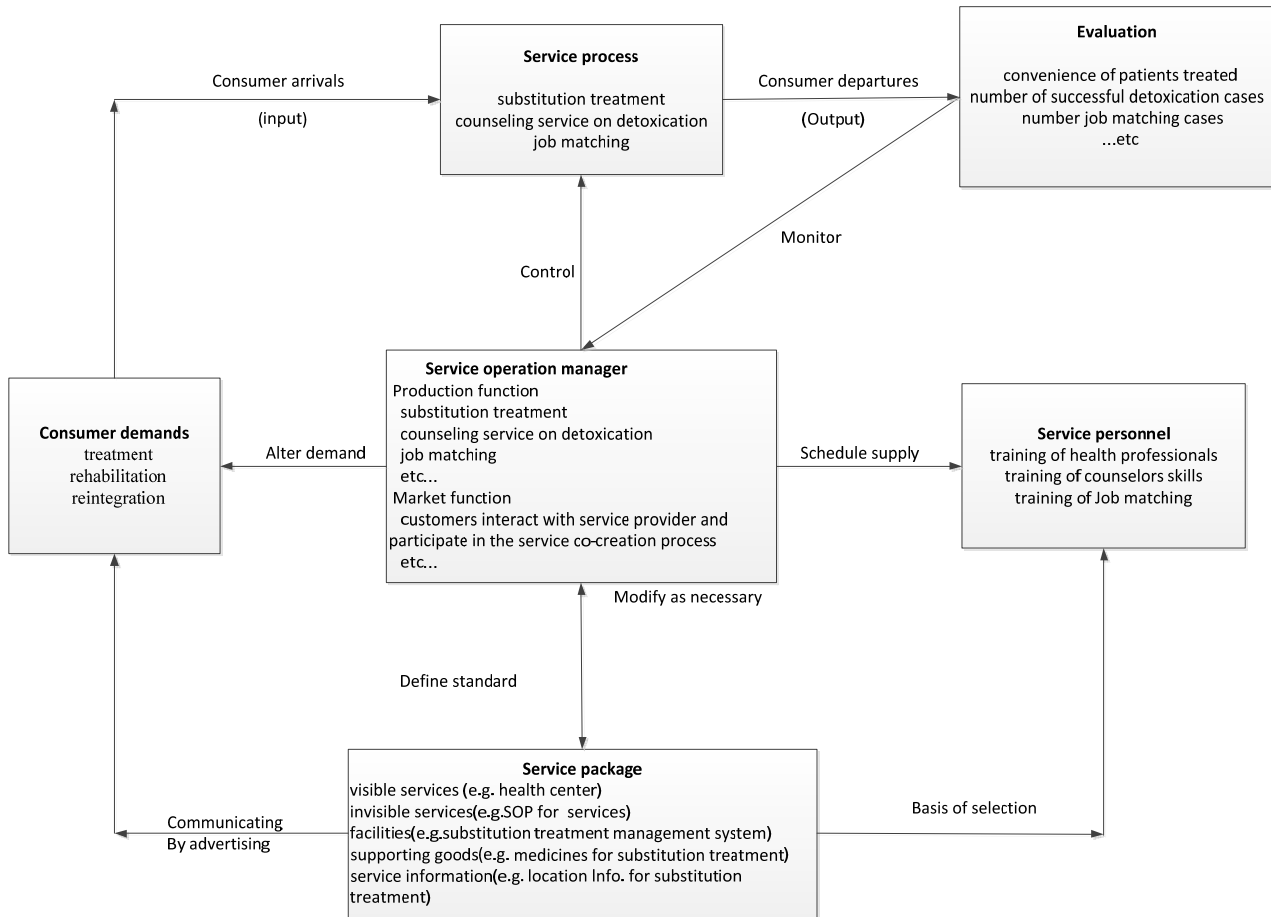 Service process
substitution treatment
counseling service on detoxication
job matching
Evaluation
convenience of patients treated
number of successful detoxication cases
number job matching cases
...etc
Consumer arrivals
(input)
Consumer departures
(Output)
Monitor
Control
Service operation manager
Production function
substitution treatment
counseling service on detoxication
job matching
etc...
Market function
customers interact with service provider and
participate in the service co-creation process
etc...
Consumer demands
treatment
rehabilitation
reintegration
Alter demand
Schedule supply
Service personnel
training of health professionals
training of counselors skills
training of Job matching
Modify as necessary
Define standard
Service package
visible services (e.g. health center)
invisible services(e.g.SOP for services)
facilities(e.g.substitution treatment management system)
supporting goods(e.g. medicines for substitution treatment)
service information(e.g. location Info. for substitution
treatment)
Communicating
By advertising
Basis of selection